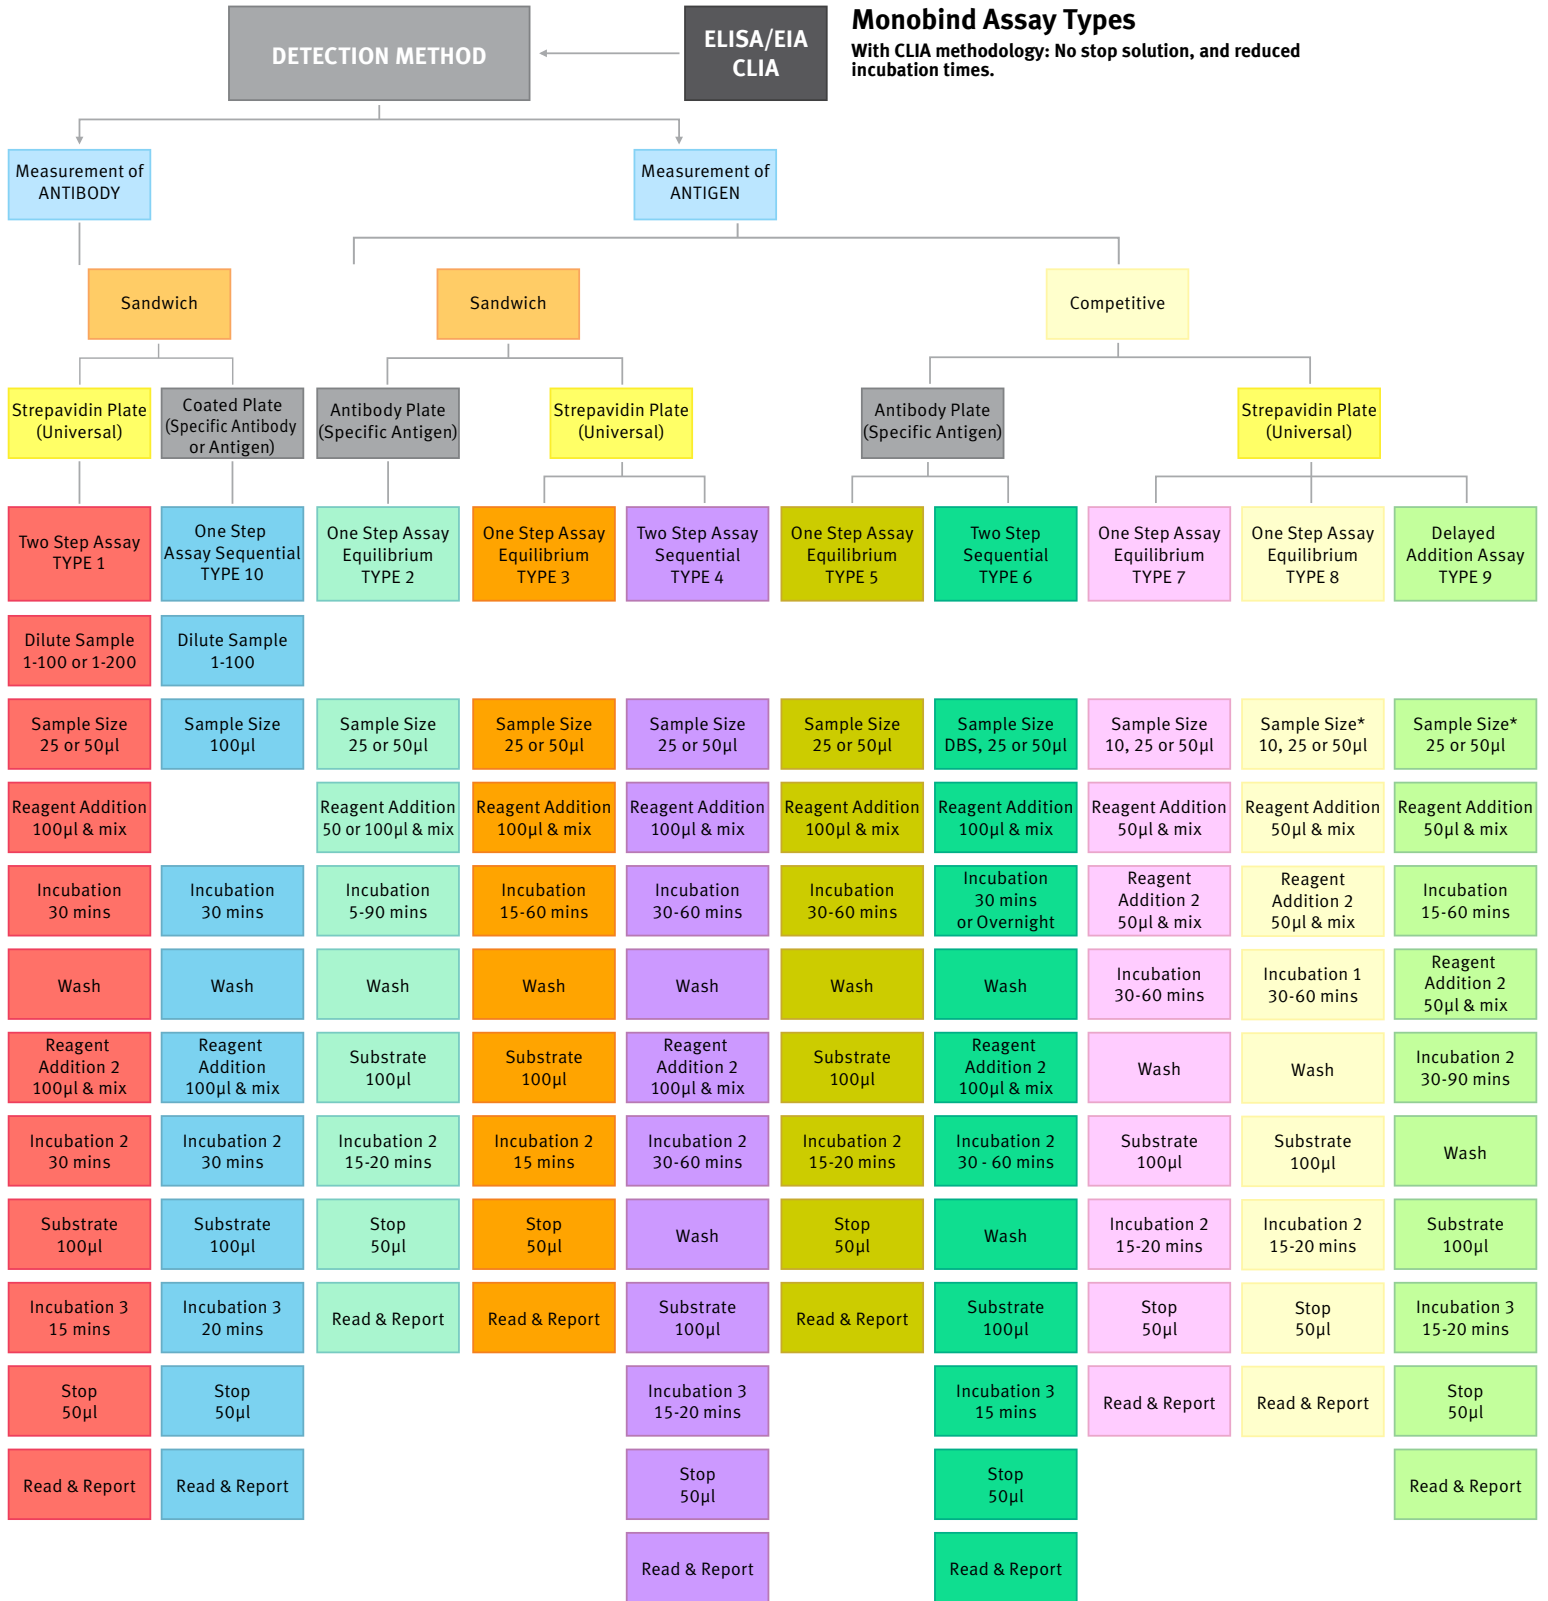 DETECTION METHOD
ELISA/EIA
CLIA
Monobind Assay Types
With CLIA methodology: No stop solution, and reduced
incubation times.
Measurement of
ANTIBODY
Measurement of
ANTIGEN
Sandwich
Sandwich
Competitive
Strepavidin Plate
(Universal)
Coated Plate
(Specific Antibody
or Antigen)
Antibody Plate
(Specific Antigen)
Strepavidin Plate
(Universal)
Antibody Plate
(Specific Antigen)
Strepavidin Plate
(Universal)
Two Step Assay
TYPE 1
One Step
Assay Sequential
TYPE 10
One Step Assay
Equilibrium
TYPE 2
One Step Assay
Equilibrium
TYPE 3
Two Step Assay
Sequential
TYPE 4
One Step Assay
Equilibrium
TYPE 5
Two Step
Sequential
TYPE 6
One Step Assay
Equilibrium
TYPE 7
One Step Assay
Equilibrium
TYPE 8
Delayed
Addition Assay
TYPE 9
Dilute Sample
1-100 or 1-200
Dilute Sample
1-100
Sample Size
25 or 50µl
Sample Size
100µl
Sample Size
25 or 50µl
Sample Size
25 or 50µl
Sample Size
25 or 50µl
Sample Size
25 or 50µl
Sample Size
DBS, 25 or 50µl
Sample Size
10, 25 or 50µl
Sample Size*
10, 25 or 50µl
Sample Size*
25 or 50µl
Reagent Addition
100µl & mix
Reagent Addition
50 or 100µl & mix
Reagent Addition
100µl & mix
Reagent Addition
100µl & mix
Reagent Addition
100µl & mix
Reagent Addition
100µl & mix
Reagent Addition
50µl & mix
Reagent Addition
50µl & mix
Reagent Addition
50µl & mix
Incubation
30 mins
Incubation
30 mins
Incubation
5-90 mins
Incubation
15-60 mins
Incubation
30-60 mins
Incubation
30-60 mins
Incubation
30 mins
or Overnight
Reagent
Addition 2
50µl & mix
Reagent
Addition 2
50µl & mix
Incubation
15-60 mins
Wash
Wash
Wash
Wash
Wash
Wash
Wash
Incubation
30-60 mins
Incubation 1
30-60 mins
Reagent
Addition 2
50µl & mix
Reagent
Addition 2
100µl & mix
Reagent
Addition
100µl & mix
Substrate
100µl
Substrate
100µl
Reagent
Addition 2
100µl & mix
Substrate
100µl
Reagent
Addition 2
100µl & mix
Wash
Wash
Incubation 2
30-90 mins
Incubation 2
30 mins
Incubation 2
30 mins
Incubation 2
15-20 mins
Incubation 2
15 mins
Incubation 2
30-60 mins
Incubation 2
15-20 mins
Incubation 2
30 - 60 mins
Substrate
100µl
Substrate
100µl
Wash
Substrate
100µl
Substrate
100µl
Stop
50µl
Stop
50µl
Wash
Stop
50µl
Wash
Incubation 2
15-20 mins
Incubation 2
15-20 mins
Substrate
100µl
Incubation 3
15 mins
Incubation 3
20 mins
Read & Report
Read & Report
Substrate
100µl
Read & Report
Substrate
100µl
Stop
50µl
Stop
50µl
Incubation 3
15-20 mins
Stop
50µl
Stop
50µl
Incubation 3
15-20 mins
Incubation 3
15 mins
Read & Report
Read & Report
Stop
50µl
Read & Report
Read & Report
Stop
50µl
Stop
50µl
Read & Report
Read & Report
Read & Report